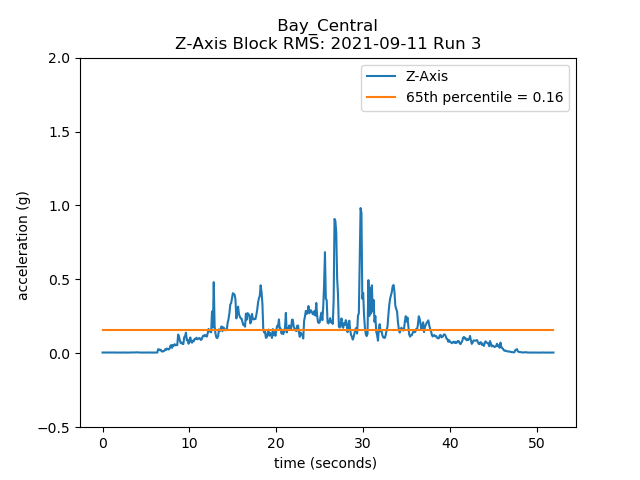 Bay_Central
Z-Axis Block RMS: 2021-09-11 Run 3
2.0
1.5
1.0
0.5
0.0
−0.5
acceleration (g)
Z-Axis
65th percentile = 0.16
0 10 20 30 40 50
time (seconds)